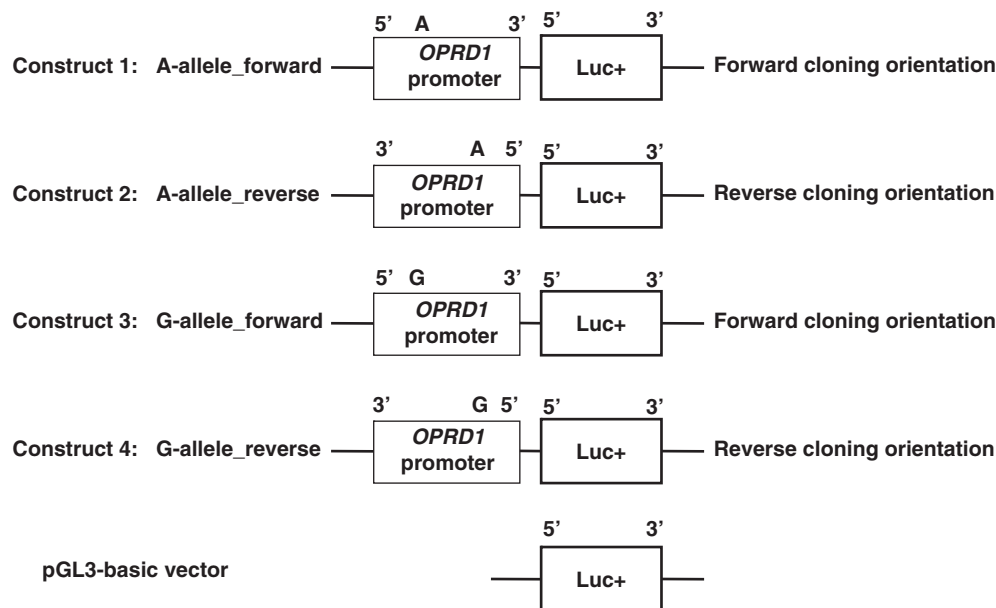 5’ A 3’ 5’ 3’
Construct 1: A-allele_forward OPRD1 promoter Luc+ Forward cloning orientation
3’ A 5’ 5’ 3’
Construct 2: A-allele_reverse OPRD1 promoter Luc+ Reverse cloning orientation
5’ G 3’ 5’ 3’
Construct 3: G-allele_forward OPRD1 promoter Luc+ Forward cloning orientation
3’ G 5’ 5’ 3’
Construct 4: G-allele_reverse OPRD1 promoter Luc+ Reverse cloning orientation
5’ 3’
pGL3-basic vector Luc+